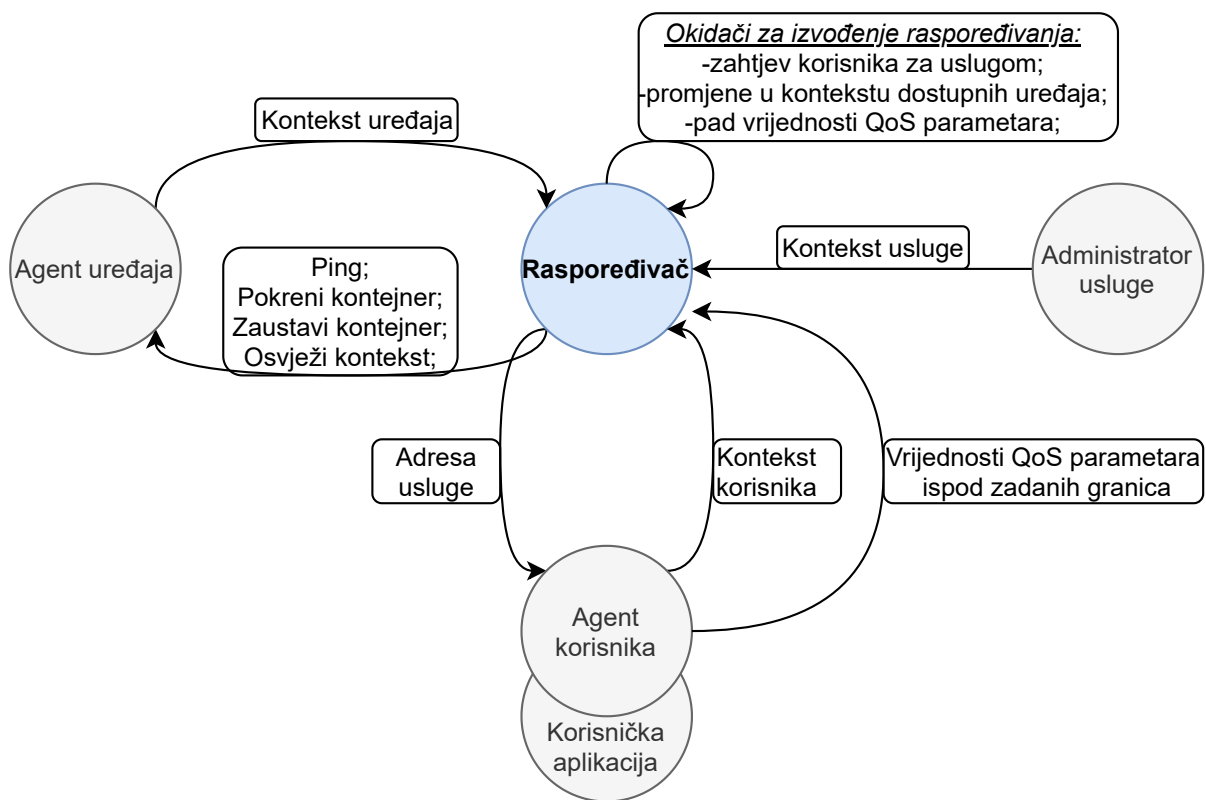 Okidači za izvođenje raspoređivanja:
-zahtjev korisnika za uslugom;
-promjene u kontekstu dostupnih uređaja;
-pad vrijednosti QoS parametara;
Kontekst uređaja
Agent uređaja
Ping;
Pokreni kontejner;
Zaustavi kontejner;
Osvježi kontekst;
Raspoređivač
Kontekst usluge
Administrator
usluge
Adresa
usluge
Kontekst
korisnika
Vrijednosti QoS parametara
ispod zadanih granica
Agent
korisnika
Korisnička
aplikacija